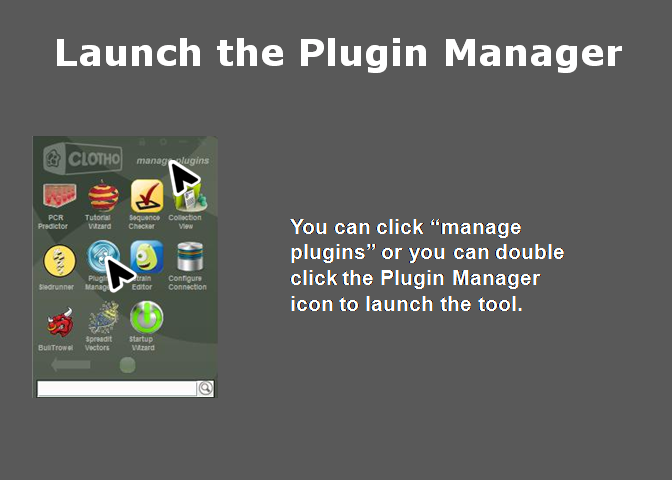 Launch the Plugin Manager
CLOTHO
manage plugins
PCR Predictor
Tutorial Wizard
Sequence Checker
Collection View
Sledrunner
Plugin Manager
Strain Editor
Configure Connection
BullTrowel
Spreadit Vectors
Startup Wizard
You can click “manage
plugins” or you can double
click the Plugin Manager
icon to launch the tool.